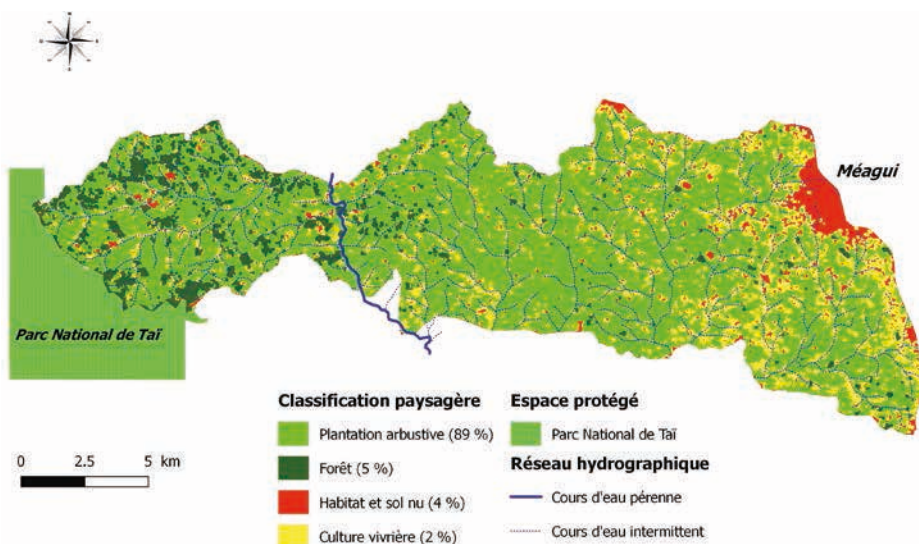 Méagui
Parc National de Taï
Classification paysagère
Plantation arbustive (89 %)
Forêt (5 %)
Habitat et sol nu (4 %)
Culture vivrière (2 %)
Espace protégé
Parc National de Taï
Réseau hydrographique
Cours d'eau pérenne
Cours d'eau intermittent
0 2.5 5 km